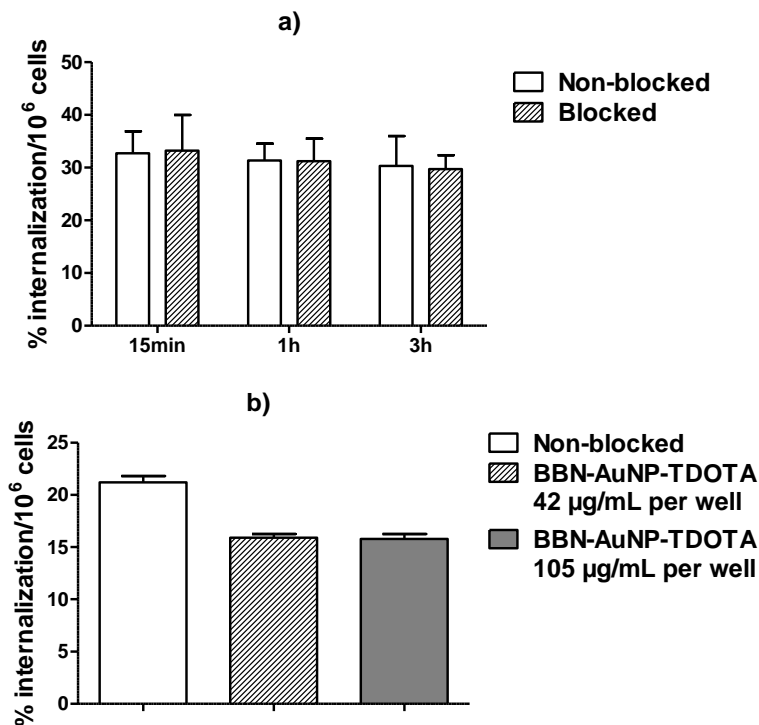 a)
% internalization/10⁶ cells
50
40
30
20
10
0
15min
1h
3h
Non-blocked
Blocked
b)
% internalization/10⁶ cells
25
20
15
10
5
0
Non-blocked
BBN-AuNP-TDOTA
42 µg/mL per well
BBN-AuNP-TDOTA
105 µg/mL per well